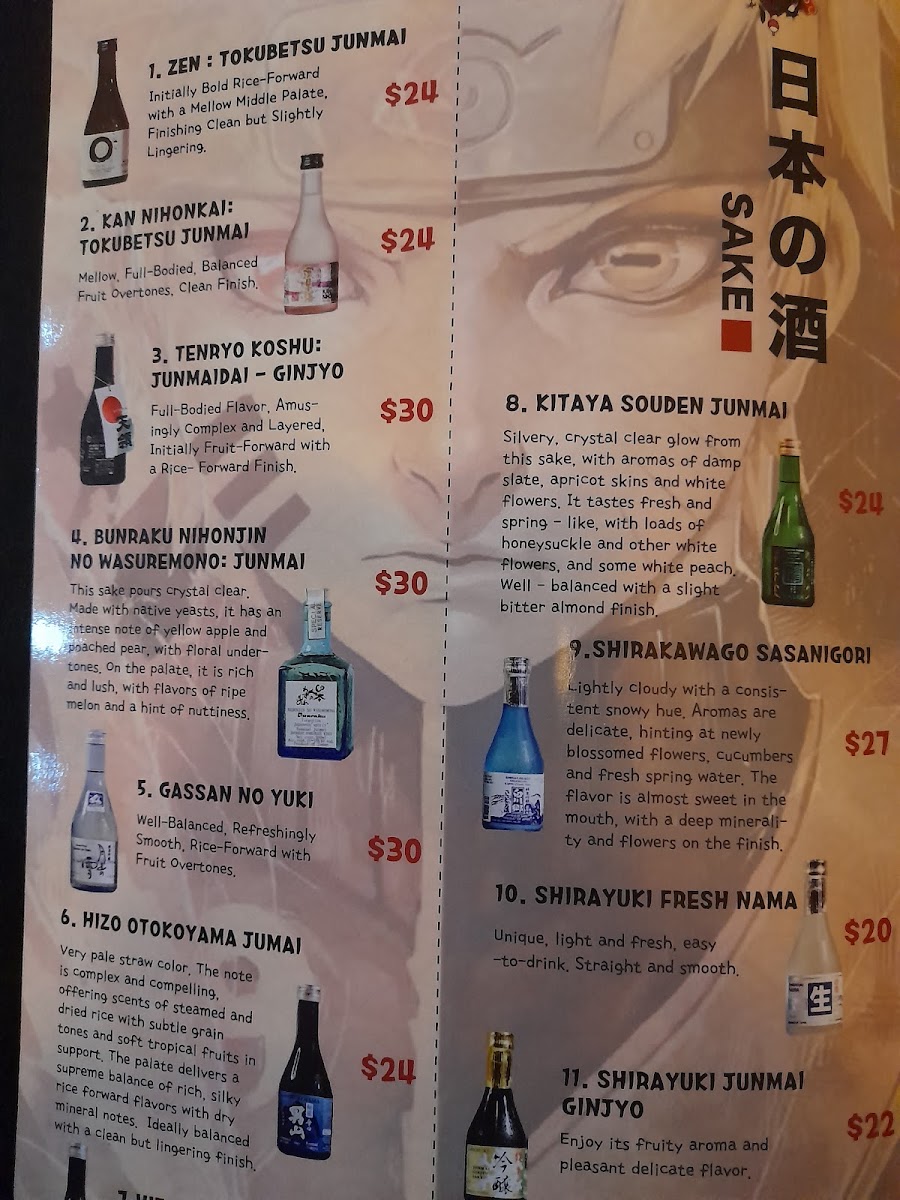 1. ZEN : TOKUBETSU JUNMAI
Initially Bold Rice-Forward
with a Mellow Middle Palate,
Finishing Clean but Slightly
Lingering.
$24
2. KAN NIHONKAI:
TOKUBETSU JUNMAI
Mellow, Full-Bodied, Balanced
Fruit Overtones, Clean Finish.
$24
3. TENRYO KOSHU:
JUNMAIDAI - GINJYO
Full-Bodied Flavor, Amus-
ingly Complex and Layered,
Initially Fruit-Forward with
a Rice- Forward Finish.
$30
天領
4. BUNRAKU NIHONTJIN
NO WASUREMONO: JUNMAI
This sake pours crystal clear.
Made with native yeasts, it has an
intense note of yellow apple and
poached pear, with floral under-
tones. On the palate, it is rich
and lush, with flavors of ripe
melon and a hint of nuttiness.
$30
SPECIAL
RESERVE
Bunraku
5. GASSAN NO YUKI
Well-Balanced, Refreshingly
Smooth, Rice-Forward with
Fruit Overtones.
$30
6. HIZO OTOKOYAMA JUMAI
Very pale straw color. The note
is complex and compelling,
offering scents of steamed and
dried rice with subtle grain
tones and soft tropical fruits in
support. The palate delivers a
supreme balance of rich, silky
rice forward flavors with dry
mineral notes. Ideally balanced
with a clean but lingering finish.
$24
男山
日本の酒
SAKE
8. KITAYA SOUDEN JUNMAI
Silvery, crystal clear glow from
this sake, with aromas of damp
slate, apricot skins and white
flowers. It tastes fresh and
spring - like, with loads of
honeysuckle and other white
flowers, and some white peach.
Well - balanced with a slight
bitter almond finish.
$24
9.SHIRAKAWAGO SASANIGORI
Lightly cloudy with a consis-
tent snowy hue. Aromas are
delicate, hinting at newly
blossomed flowers, cucumbers
and fresh spring water. The
flavor is almost sweet in the
mouth, with a deep minerali-
ty and flowers on the finish.
$27
10. SHIRAYUKI FRESH NAMA
Unique, light and fresh, easy
-to-drink. Straight and smooth.
$20
生
11. SHIRAYUKI JUNMAI
GINJYO
Enjoy its fruity aroma and
pleasant delicate flavor.
$22
吟醸